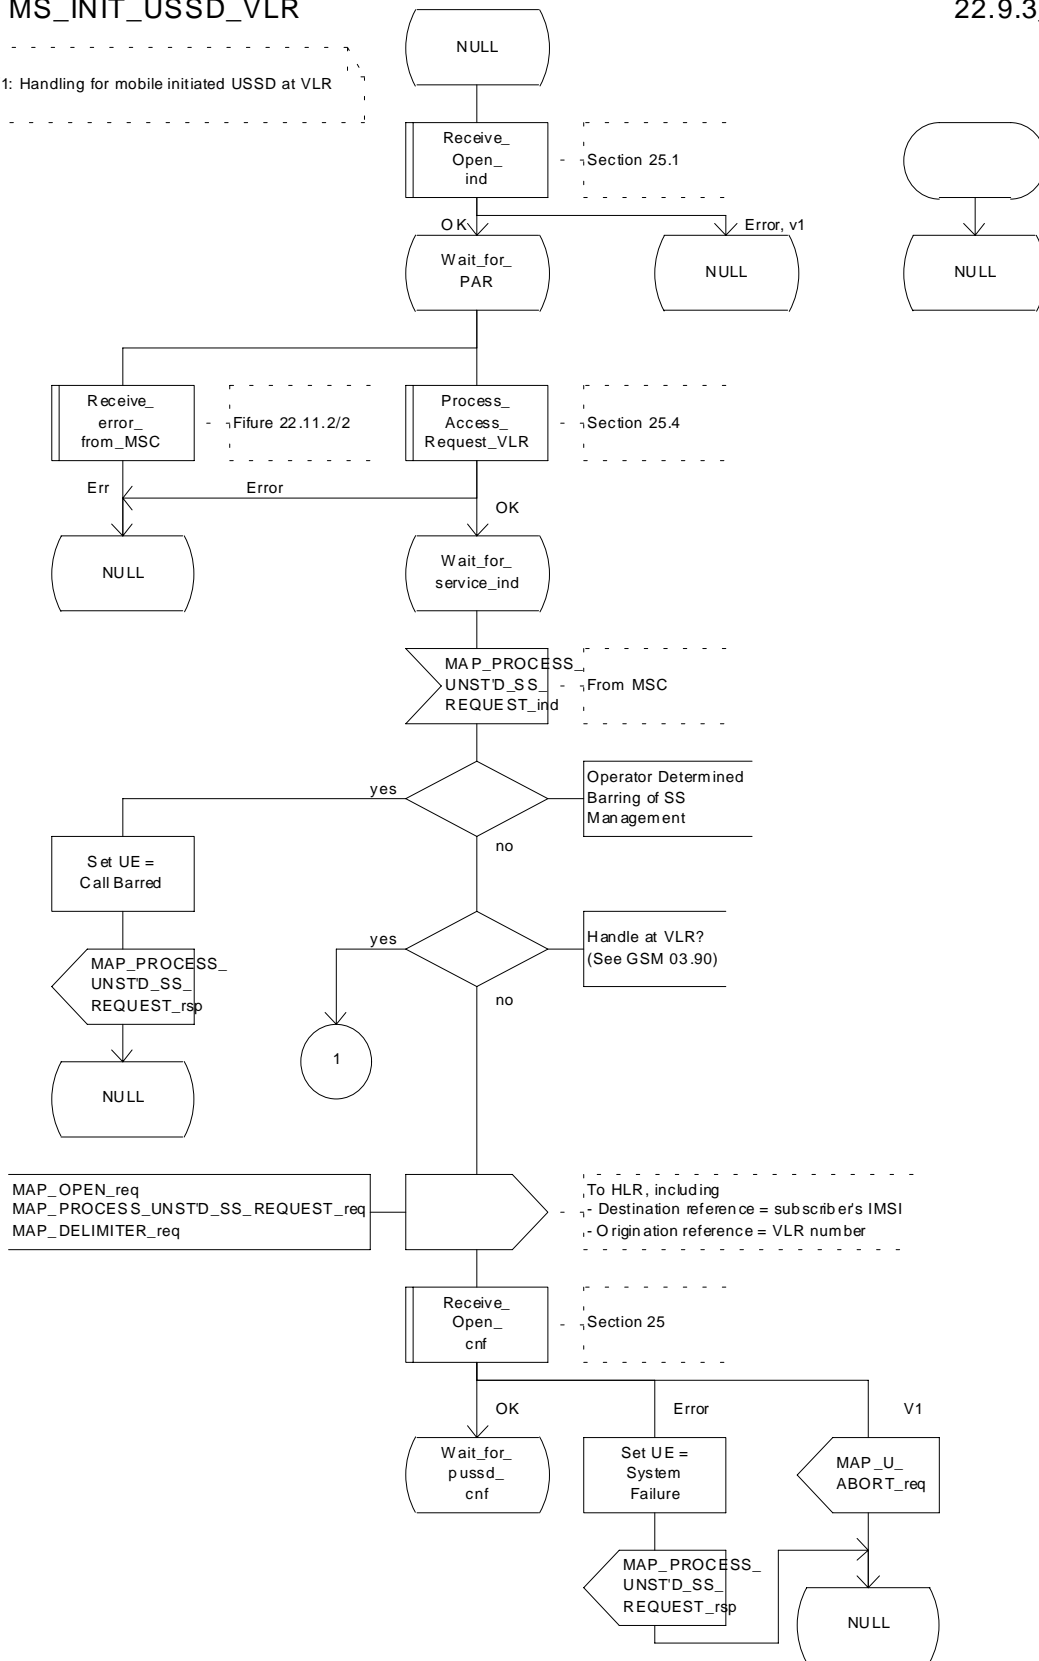 MS_INIT_USSD_VLR
22.9.3
NULL
1: Handling for mobile initiated USSD at VLR
Receive_
Open_
ind
Section 25.1
OK
Error, v1
Wait_for_
PAR
NULL
NULL
Receive_
error_
from_MSC
Fifure 22.11.2/2
Process_
Access_
Request_VLR
Section 25.4
Err
Error
OK
NULL
Wait_for_
service_ind
MAP_PROCESS_
UNST'D_SS_
REQUEST_ind
From MSC
yes
Operator Determined
Barring of SS
Management
no
Set UE =
Call Barred
yes
Handle at VLR?
(See GSM 03.90)
no
MAP_PROCESS_
UNST'D_SS_
REQUEST_rsp
1
NULL
MAP_OPEN_req
MAP_PROCESS_UNST'D_SS_REQUEST_req
MAP_DELIMITER_req
To HLR, including
- Destination reference = subscriber's IMSI
- Origination reference = VLR number
Receive_
Open_
cnf
Section 25
OK
Error
V1
Wait_for_
pussd_
cnf
Set UE =
System
Failure
MAP_U_
ABORT_req
MAP_PROCESS_
UNST'D_SS_
REQUEST_rsp
NULL